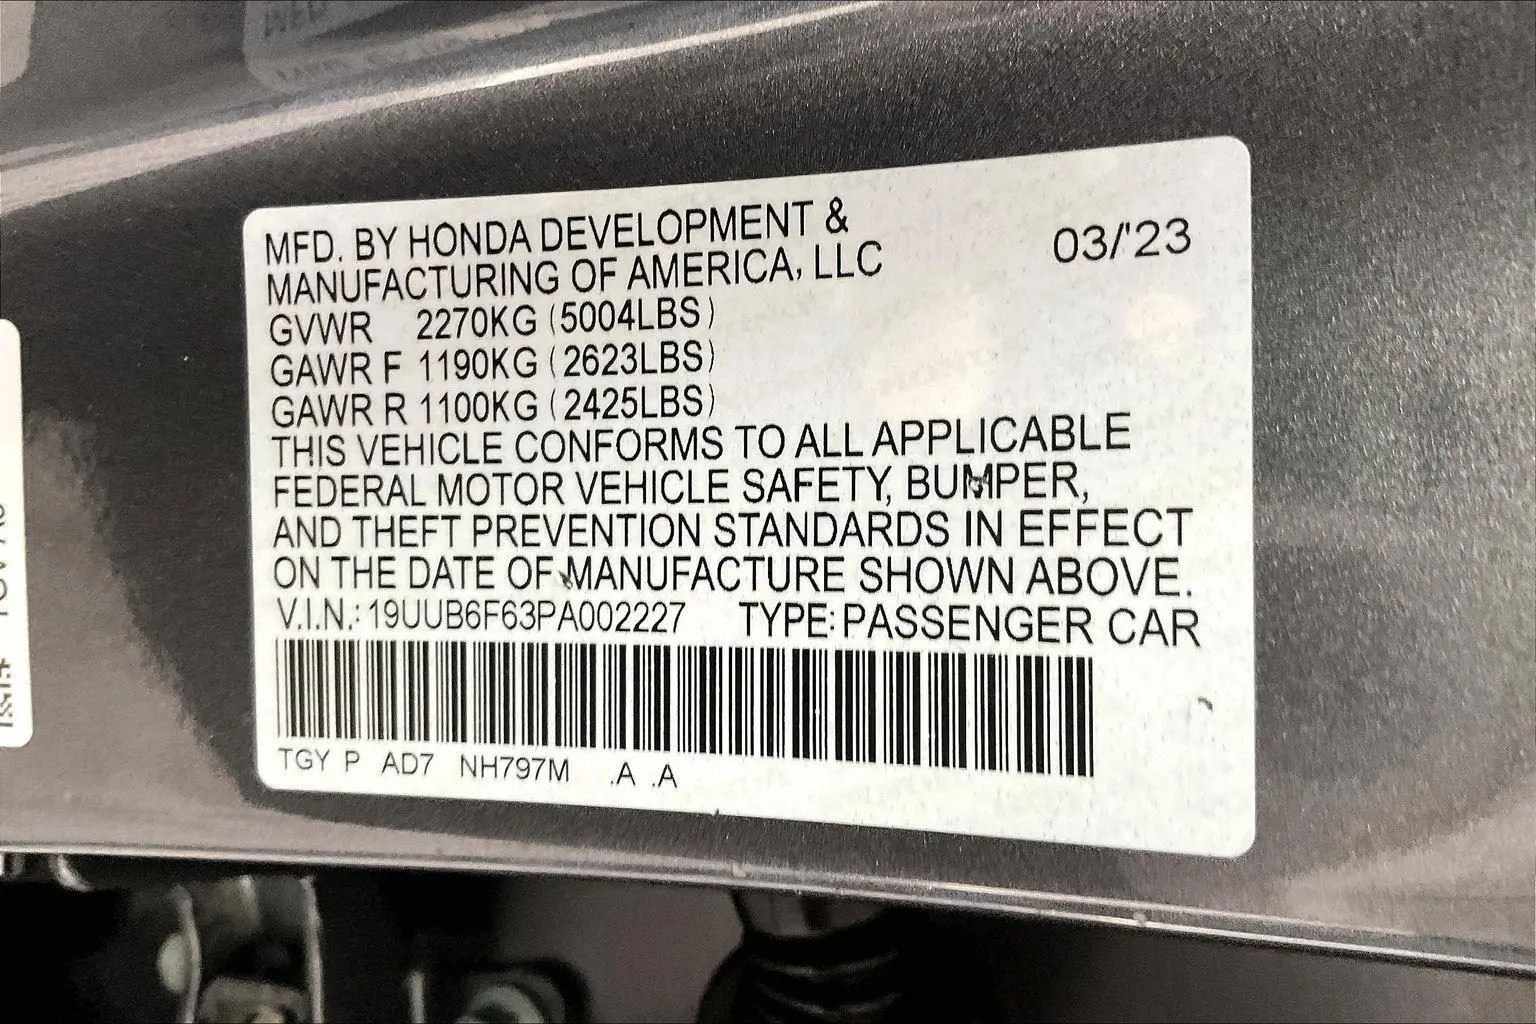 MFD. BY HONDA DEVELOPMENT &
MANUFACTURING OF AMERICA, LLC
03/'23
GVWR 2270KG (5004LBS)
GAWR F 1190KG (2623LBS)
GAWR R 1100KG (2425LBS)
THIS VEHICLE CONFORMS TO ALL APPLICABLE
FEDERAL MOTOR VEHICLE SAFETY, BUMPER,
AND THEFT PREVENTION STANDARDS IN EFFECT
ON THE DATE OF MANUFACTURE SHOWN ABOVE.
V.I.N.: 19UUB6F63PA002227 TYPE: PASSENGER CAR
TGY P AD7 NH797M .A .A